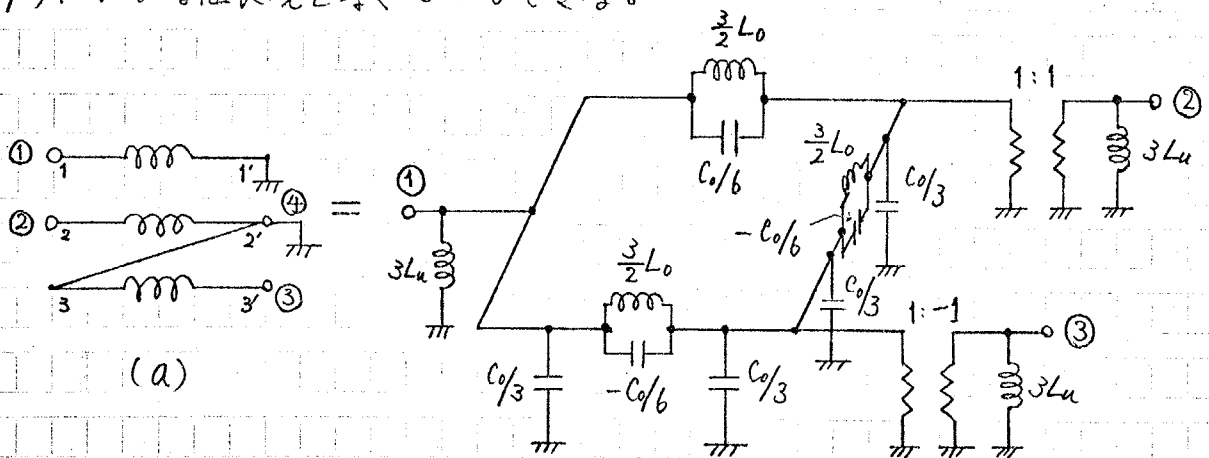 3/2 L₀
1:1
①
1
1'
②
2
④
2'
3
3'
③
=
①
3Lu
C₀/6
3/2 L₀
C₀/3
-C₀/6
3/2 L₀
C₀/3
②
3Lu
1:-1
③
(a)
C₀/3
-C₀/6
C₀/3
3Lu